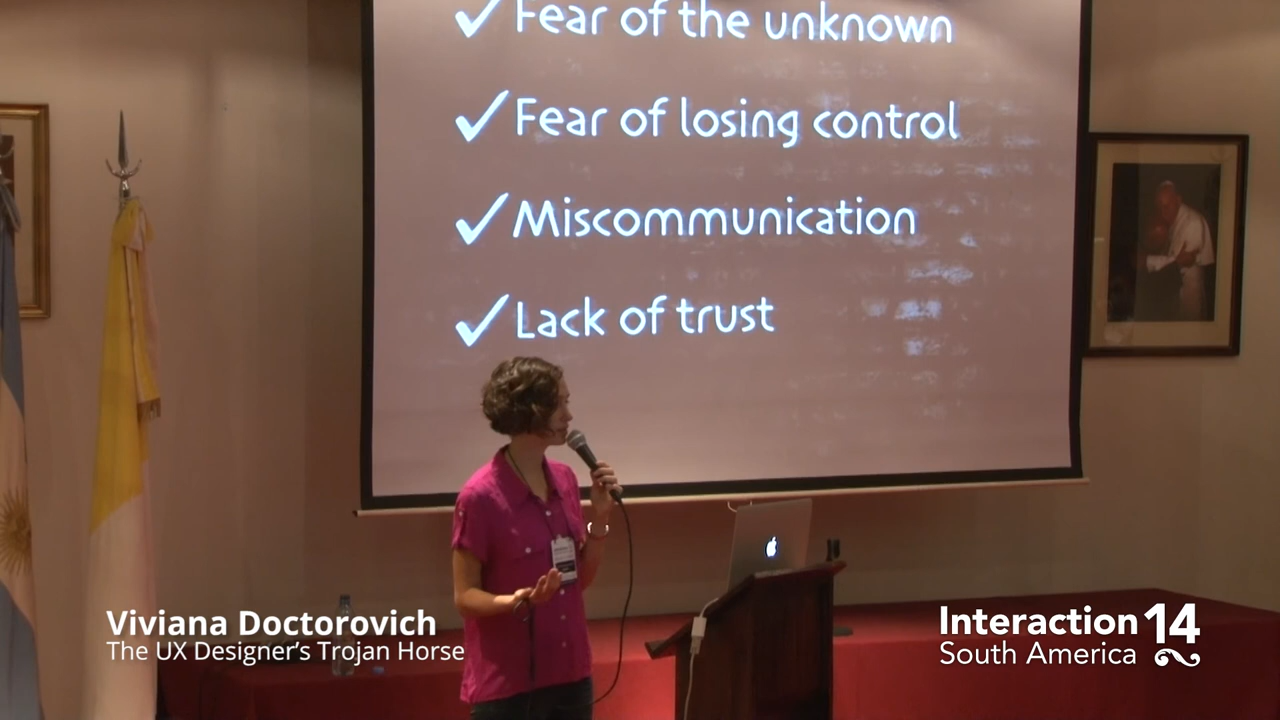 ✓ Fear of the unknown
✓ Fear of losing control
✓ Miscommunication
✓ Lack of trust
Viviana Doctorovich
The UX Designer's Trojan Horse
Interaction 14
South America